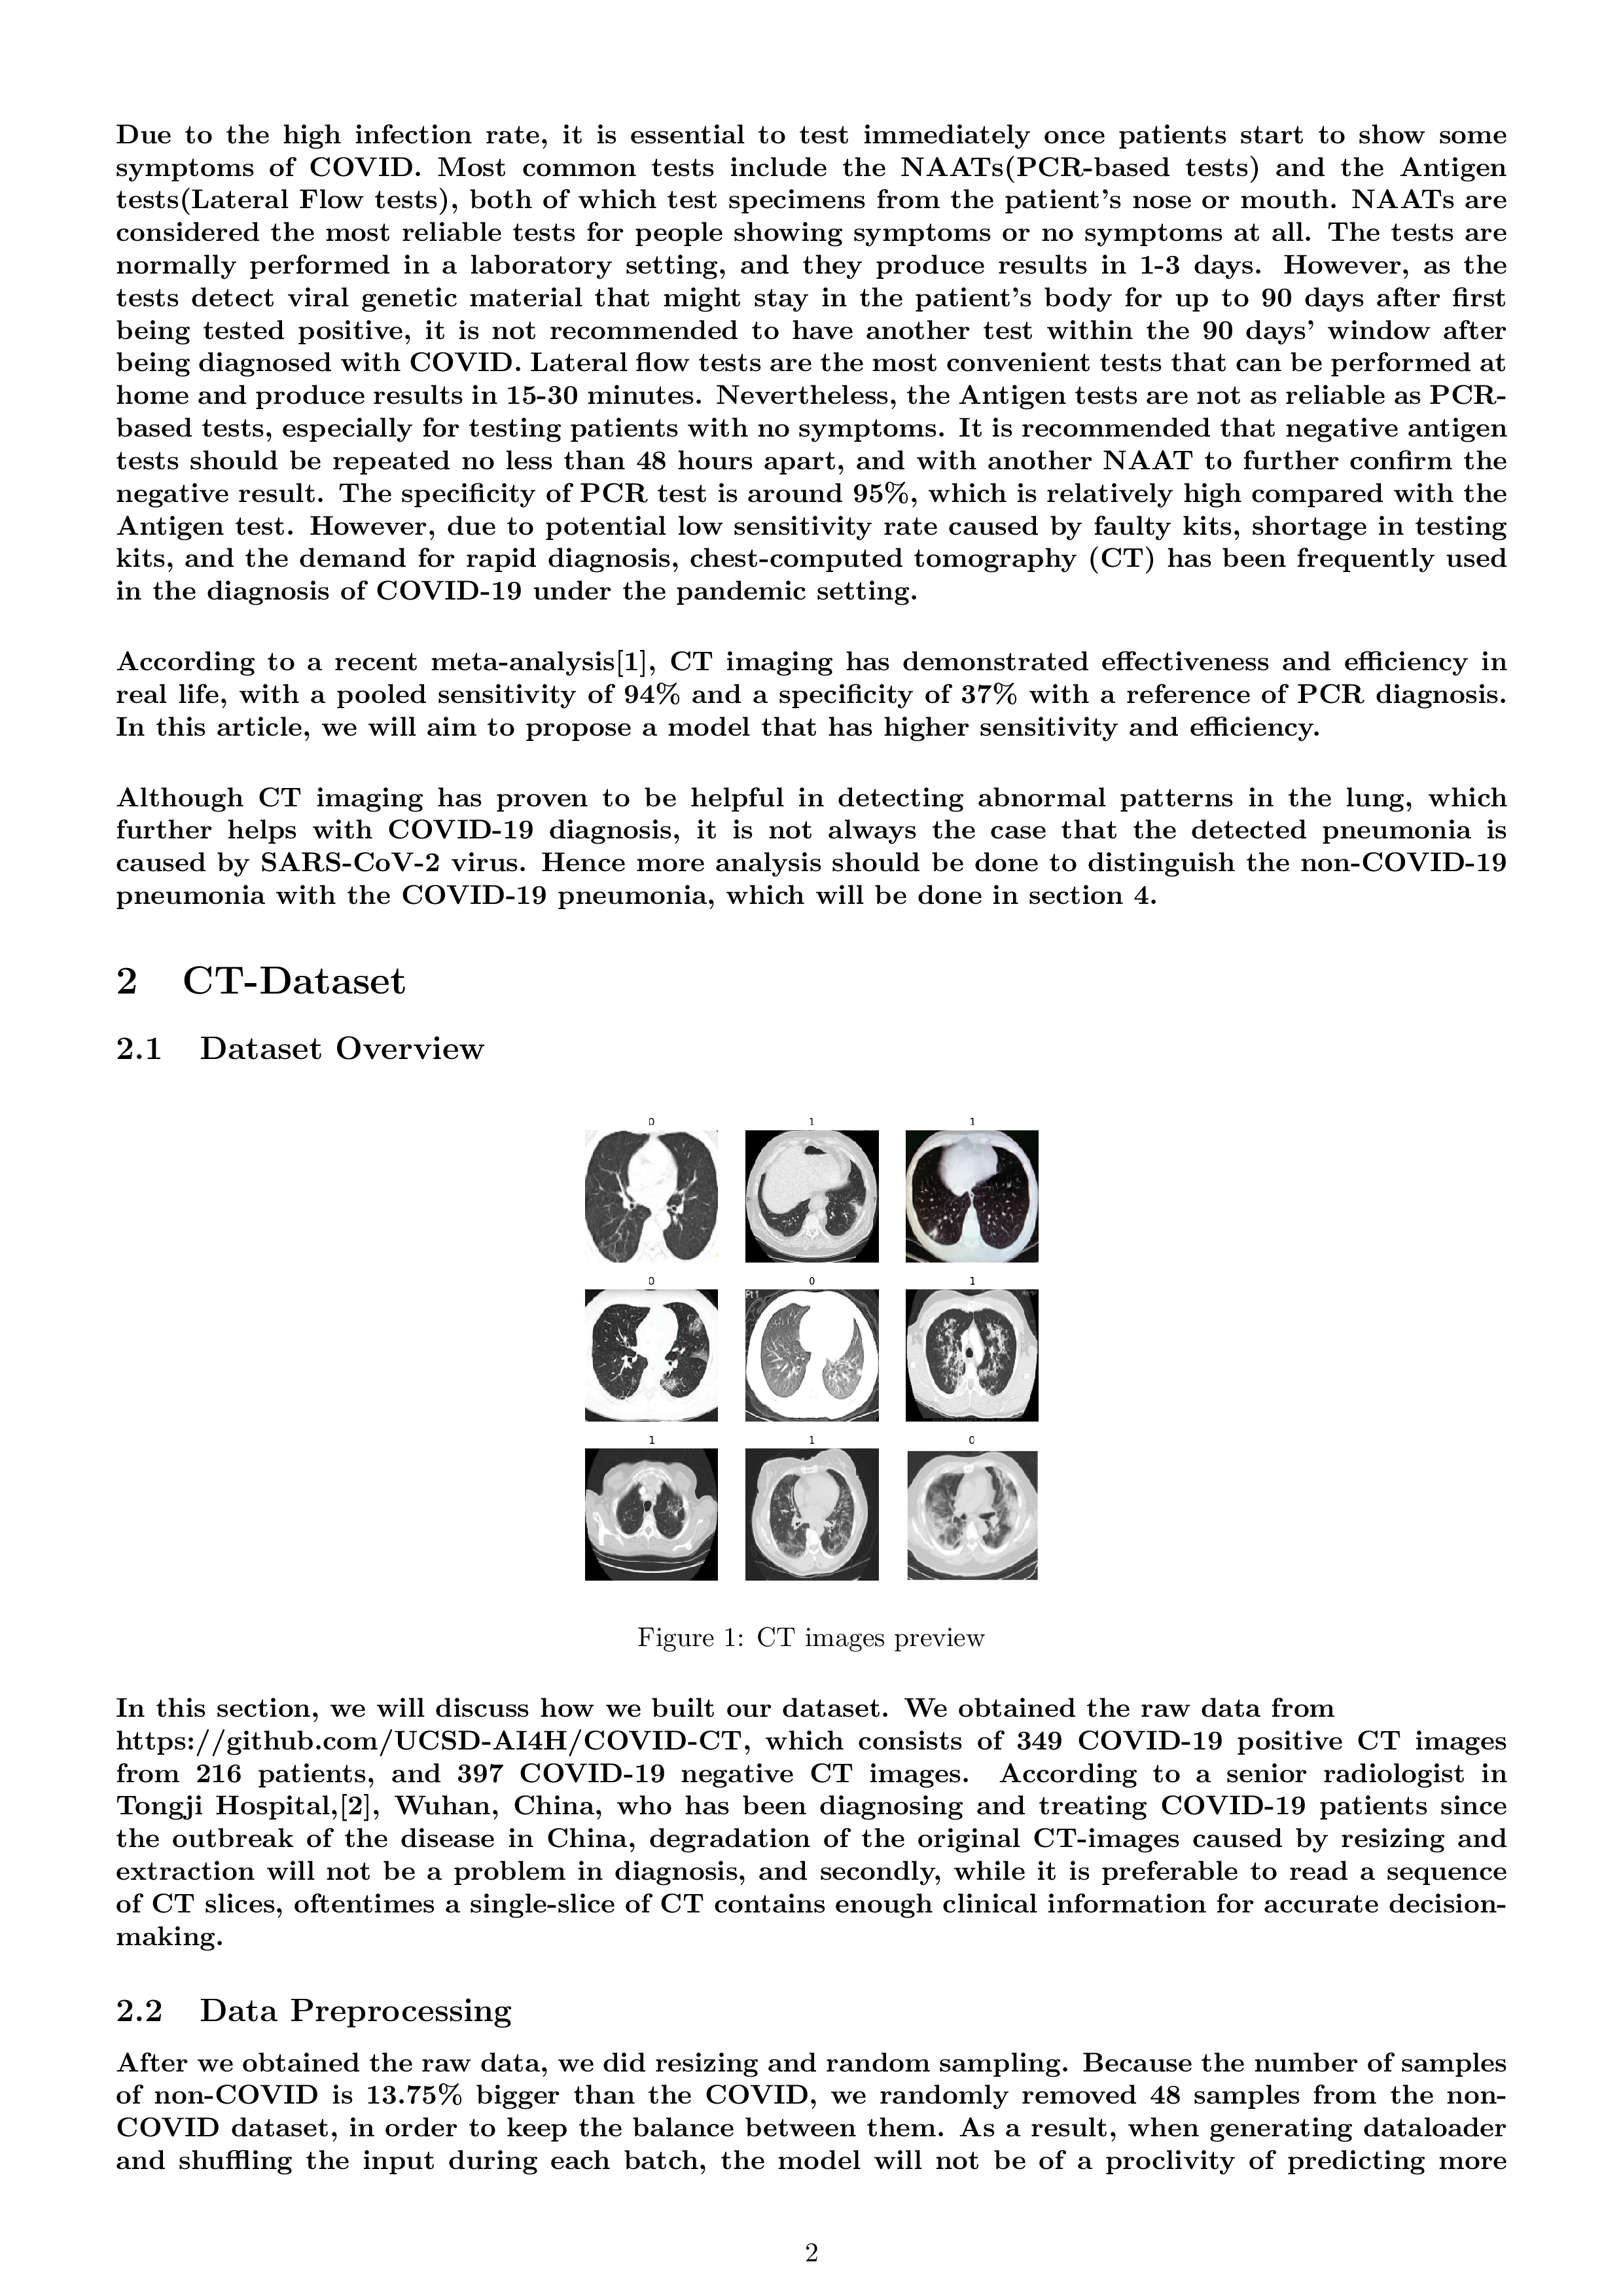 Due to the high infection rate, it is essential to test immediately once patients start to show some
symptoms of COVID. Most common tests include the NAATs(PCR-based tests) and the Antigen
tests(Lateral Flow tests), both of which test specimens from the patient's nose or mouth. NAATs are
considered the most reliable tests for people showing symptoms or no symptoms at all. The tests are
normally performed in a laboratory setting, and they produce results in 1-3 days. However, as the
tests detect viral genetic material that might stay in the patient's body for up to 90 days after first
being tested positive, it is not recommended to have another test within the 90 days' window after
being diagnosed with COVID. Lateral flow tests are the most convenient tests that can be performed at
home and produce results in 15-30 minutes. Nevertheless, the Antigen tests are not as reliable as PCR-
based tests, especially for testing patients with no symptoms. It is recommended that negative antigen
tests should be repeated no less than 48 hours apart, and with another NAAT to further confirm the
negative result. The specificity of PCR test is around 95%, which is relatively high compared with the
Antigen test. However, due to potential low sensitivity rate caused by faulty kits, shortage in testing
kits, and the demand for rapid diagnosis, chest-computed tomography (CT) has been frequently used
in the diagnosis of COVID-19 under the pandemic setting.
According to a recent meta-analysis[1], CT imaging has demonstrated effectiveness and efficiency in
real life, with a pooled sensitivity of 94% and a specificity of 37% with a reference of PCR diagnosis.
In this article, we will aim to propose a model that has higher sensitivity and efficiency.
Although CT imaging has proven to be helpful in detecting abnormal patterns in the lung, which
further helps with COVID-19 diagnosis, it is not always the case that the detected pneumonia is
caused by SARS-CoV-2 virus. Hence more analysis should be done to distinguish the non-COVID-19
pneumonia with the COVID-19 pneumonia, which will be done in section 4.
2 CT-Dataset
2.1 Dataset Overview
0 1 1
0 0 1
Pt 1
1 1 0
Figure 1: CT images preview
In this section, we will discuss how we built our dataset. We obtained the raw data from
https://github.com/UCSD-AI4H/COVID-CT, which consists of 349 COVID-19 positive CT images
from 216 patients, and 397 COVID-19 negative CT images. According to a senior radiologist in
Tongji Hospital,[2], Wuhan, China, who has been diagnosing and treating COVID-19 patients since
the outbreak of the disease in China, degradation of the original CT-images caused by resizing and
extraction will not be a problem in diagnosis, and secondly, while it is preferable to read a sequence
of CT slices, oftentimes a single-slice of CT contains enough clinical information for accurate decision-
making.
2.2 Data Preprocessing
After we obtained the raw data, we did resizing and random sampling. Because the number of samples
of non-COVID is 13.75% bigger than the COVID, we randomly removed 48 samples from the non-
COVID dataset, in order to keep the balance between them. As a result, when generating dataloader
and shuffling the input during each batch, the model will not be of a proclivity of predicting more
2